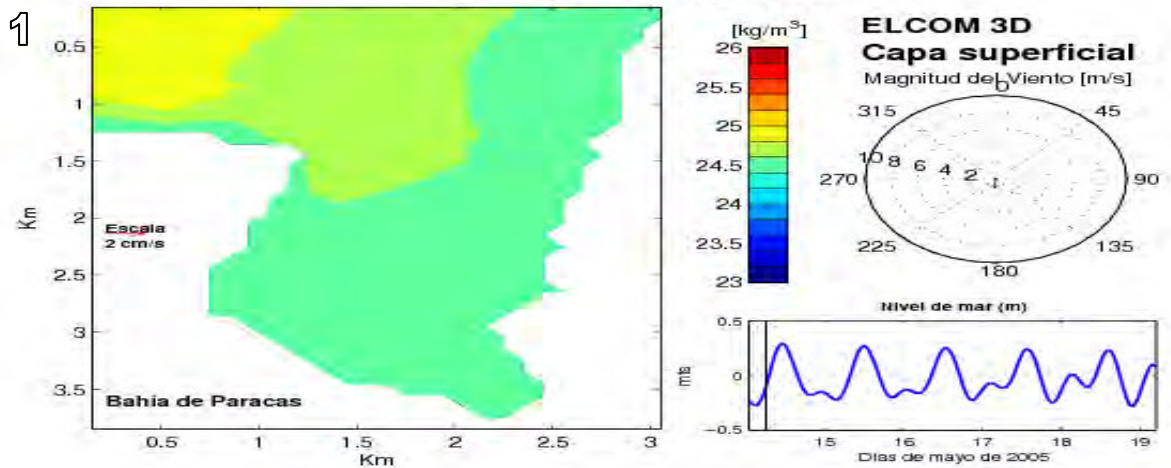 1
Km
0.5
1
1.5
2
2.5
3
3.5
Escala
2 cm/s
Bahía de Paracas
0.5
1
1.5
2
2.5
3
Km
[kg/m³]
26
25.5
25
24.5
24
23.5
23
ELCOM 3D
Capa superficial
Magnitud del Viento [m/s]
0
315
45
10 8 6 4 2
270
90
225
135
180
Nivel de mar (m)
mts
0.5
0
−0.5
15
16
17
18
19
Días de mayo de 2005